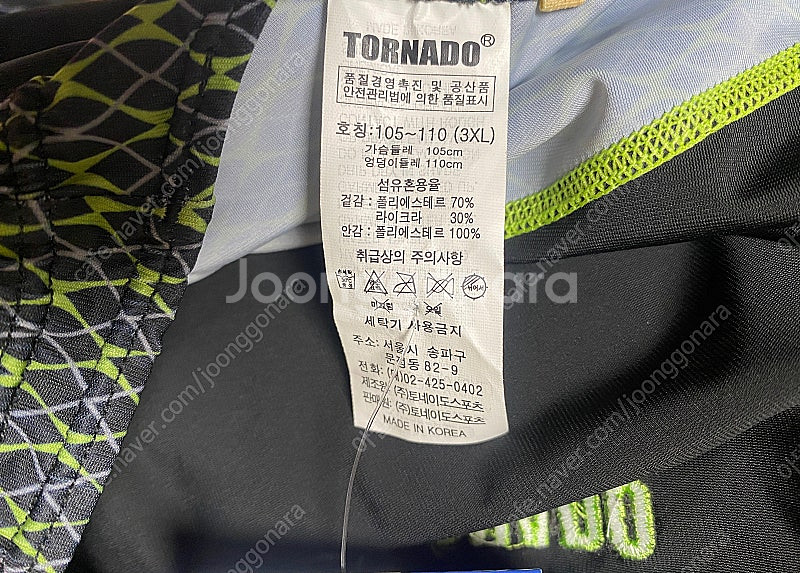 TORNADO®
품질경영촉진 및 공산품
안전관리법에 의한 품질표시
호칭:105~110 (3XL)
가슴둘레 105cm
엉덩이둘레 110cm
섬유혼용율
겉감 : 폴리에스테르 70%
라이크라 30%
안감 : 폴리에스테르 100%
취급상의 주의사항
세탁기 사용금지
주소: 서울시 송파구
문정동 82-9
전화: (02-425-0402
제조원: (주)토네이도스포츠
판매원: (주)토네이도스포츠
MADE IN KOREA
Joonggonara
cafe.naver.com/joonggonara